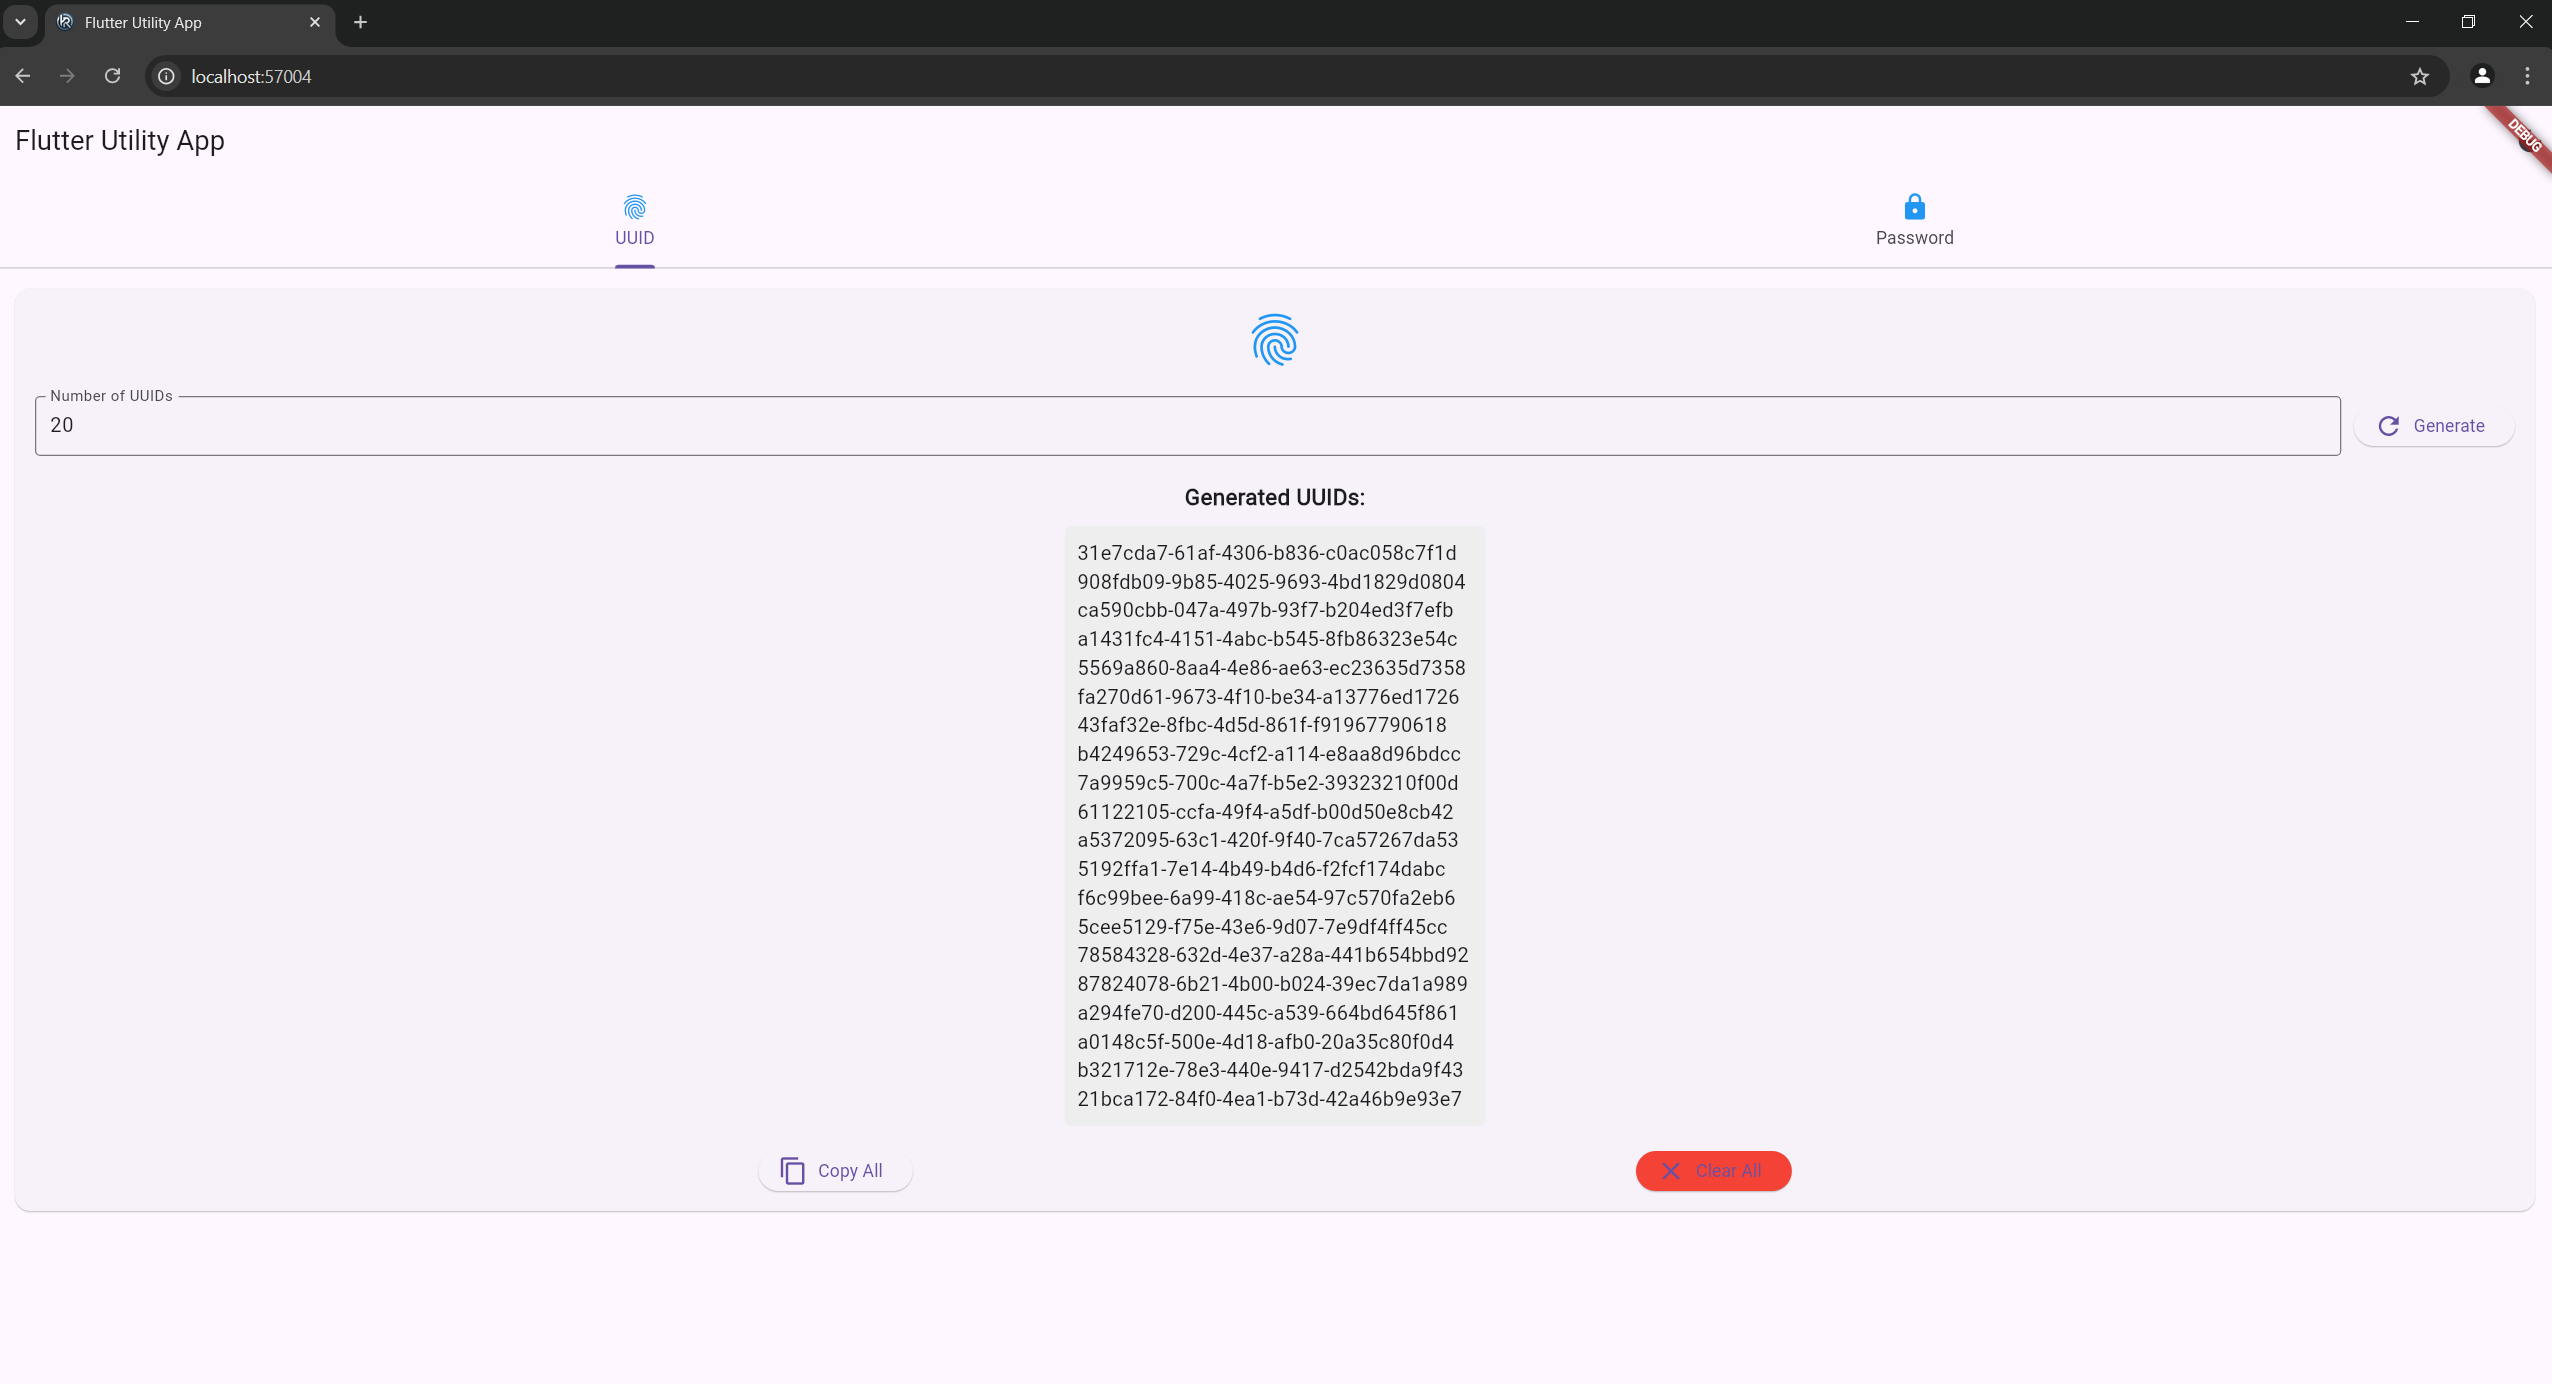 Flutter Utility App
localhost:57004
Flutter Utility App
DEBUG
UUID
Password
Number of UUIDs
20
Generate
Generated UUIDs:
31e7cda7-61af-4306-b836-c0ac058c7f1d
908fdb09-9b85-4025-9693-4bd1829d0804
ca590cbb-047a-497b-93f7-b204ed3f7efb
a1431fc4-4151-4abc-b545-8fb86323e54c
5569a860-8aa4-4e86-ae63-ec23635d7358
fa270d61-9673-4f10-be34-a13776ed1726
43faf32e-8fbc-4d5d-861f-f91967790618
b4249653-729c-4cf2-a114-e8aa8d96bdcc
7a9959c5-700c-4a7f-b5e2-39323210f00d
61122105-ccfa-49f4-a5df-b00d50e8cb42
a5372095-63c1-420f-9f40-7ca57267da53
5192ffa1-7e14-4b49-b4d6-f2fcf174dabc
f6c99bee-6a99-418c-ae54-97c570fa2eb6
5cee5129-f75e-43e6-9d07-7e9df4ff45cc
78584328-632d-4e37-a28a-441b654bbd92
87824078-6b21-4b00-b024-39ec7da1a989
a294fe70-d200-445c-a539-664bd645f861
a0148c5f-500e-4d18-afb0-20a35c80f0d4
b321712e-78e3-440e-9417-d2542bda9f43
21bca172-84f0-4ea1-b73d-42a46b9e93e7
Copy All
Clear All